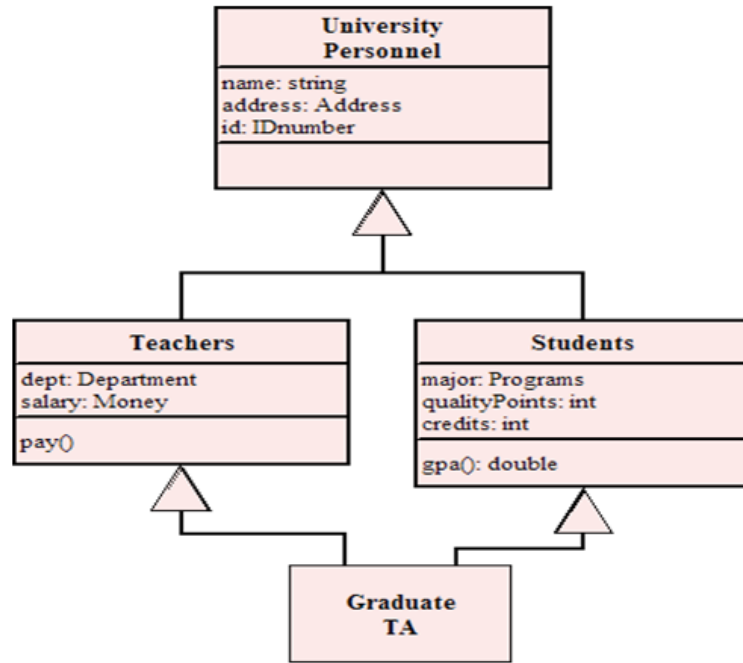 University
Personnel
name: string
address: Address
id: IDnumber
Teachers
dept: Department
salary: Money
pay()
Students
major: Programs
qualityPoints: int
credits: int
gpa(): double
Graduate
TA